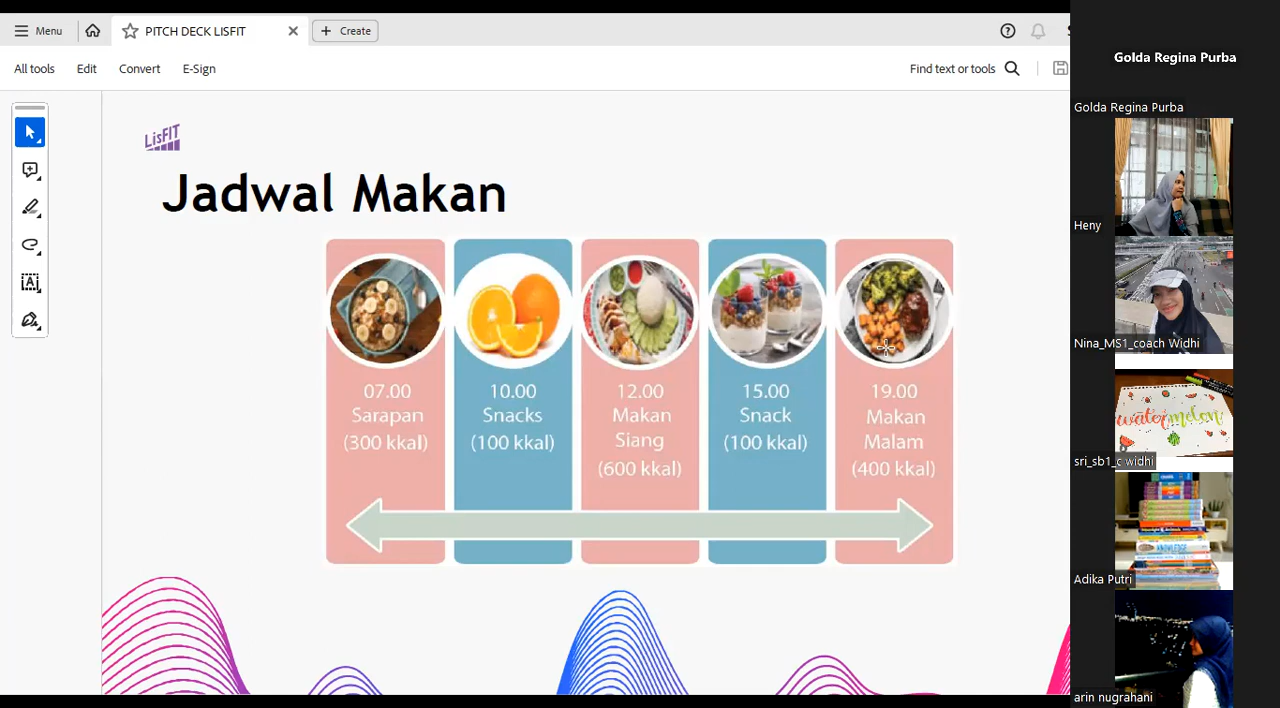 Menu
PITCH DECK LISFIT
Create
All tools
Edit
Convert
E-Sign
Find text or tools
LisFIT
Jadwal Makan
07.00
Sarapan
(300 kkal)
10.00
Snacks
(100 kkal)
12.00
Makan
Siang
(600 kkal)
15.00
Snack
(100 kkal)
19.00
Makan
Malam
(400 kkal)
Golda Regina Purba
Golda Regina Purba
Heny
Nina_MS1_coach Widhi
watermelon
sri_sb1_c widhi
KNOWLEDGE
Adika Putri
arin nugrahani